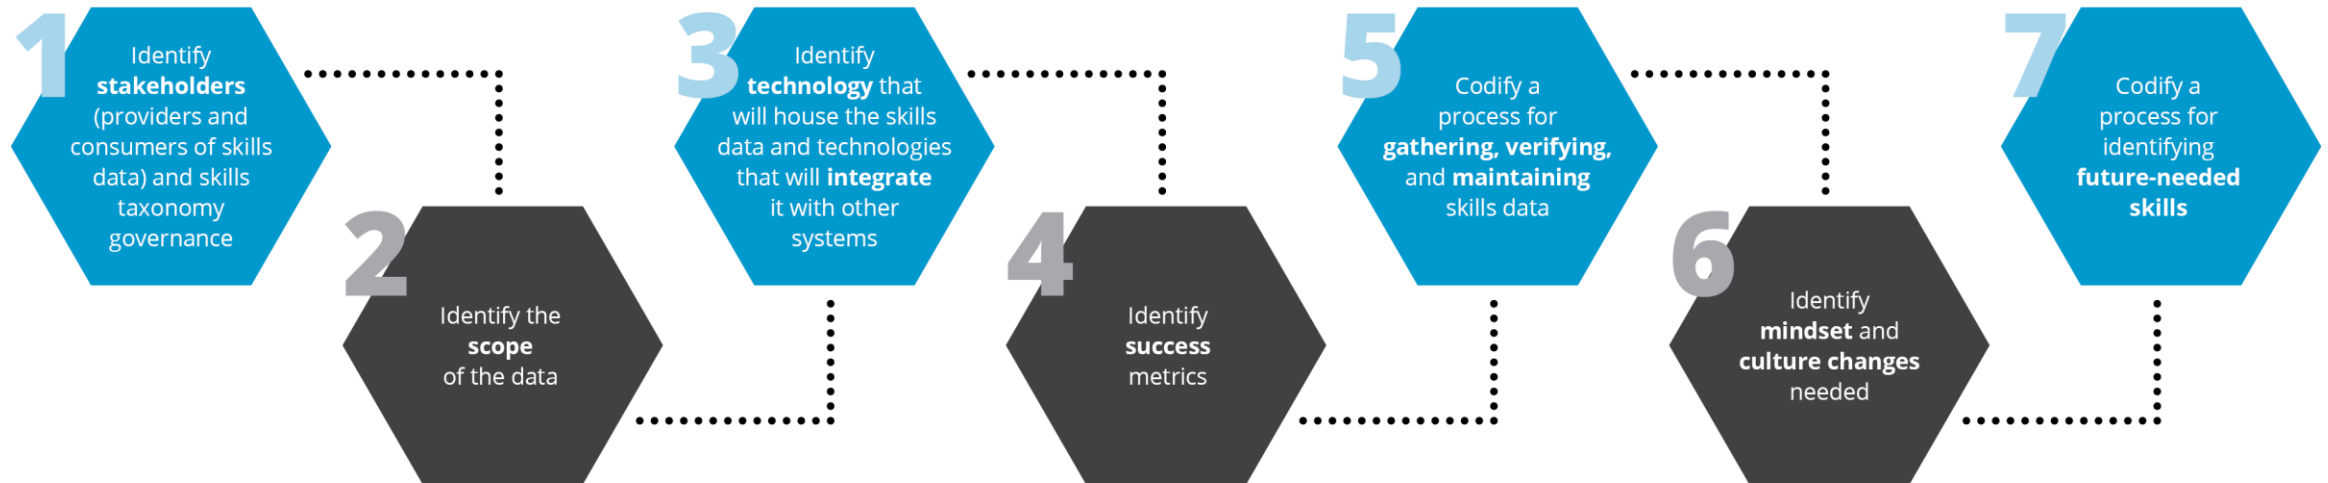 1
Identify
stakeholders
(providers and
consumers of skills
data) and skills
taxonomy
governance
2
Identify the
scope
of the data
3
Identify
technology that
will house the skills
data and technologies
that will integrate
it with other
systems
4
Identify
success
metrics
5
Codify a
process for
gathering, verifying,
and maintaining
skills data
6
Identify
mindset and
culture changes
needed
7
Codify a
process for
identifying
future-needed
skills